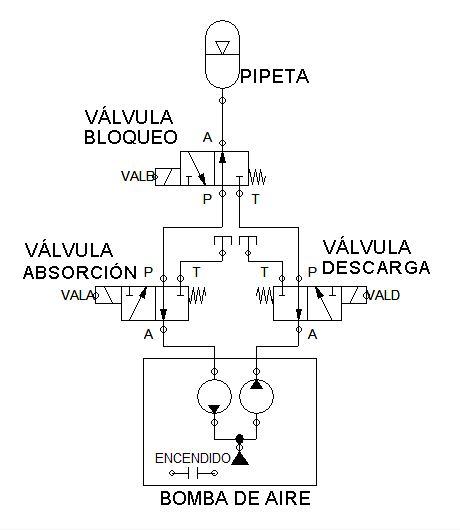 PIPETA
VÁLVULA
BLOQUEO
A
VALB
P
T
VÁLVULA
ABSORCIÓN
VÁLVULA
DESCARGA
P
T
T
P
VALA
VALD
A
A
ENCENDIDO
BOMBA DE AIRE